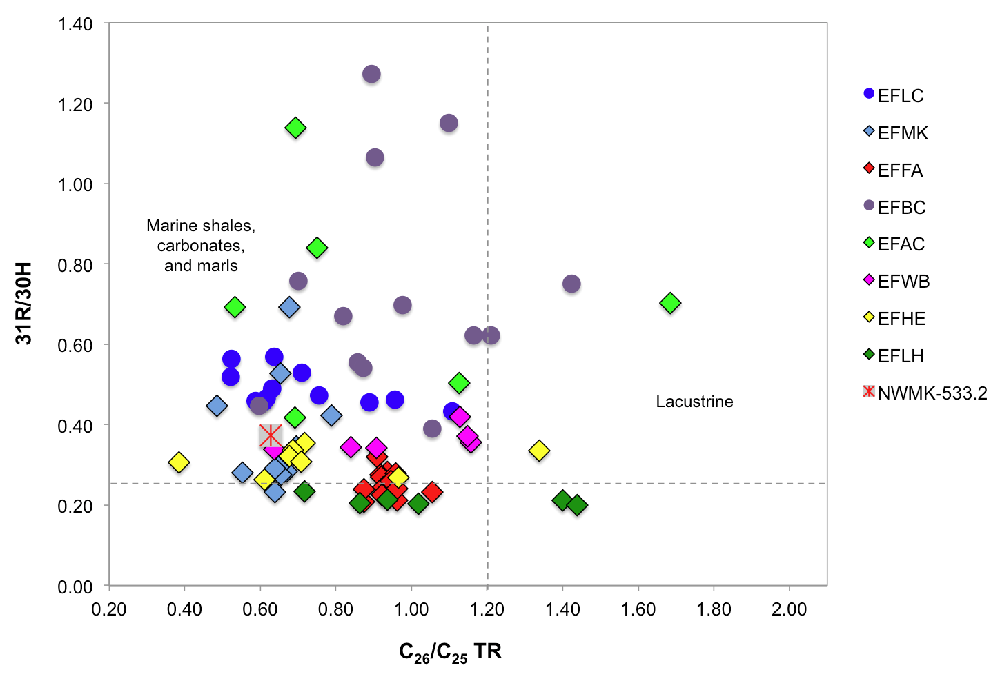 1.40
1.20
1.00
0.80
0.60
0.40
0.20
0.00
31R/30H
Marine shales,
carbonates,
and marls
Lacustrine
0.20 0.40 0.60 0.80 1.00 1.20 1.40 1.60 1.80 2.00
C₂₆/C₂₅ TR
EFLC
EFMK
EFFA
EFBC
EFAC
EFWB
EFHE
EFLH
NWMK-533.2